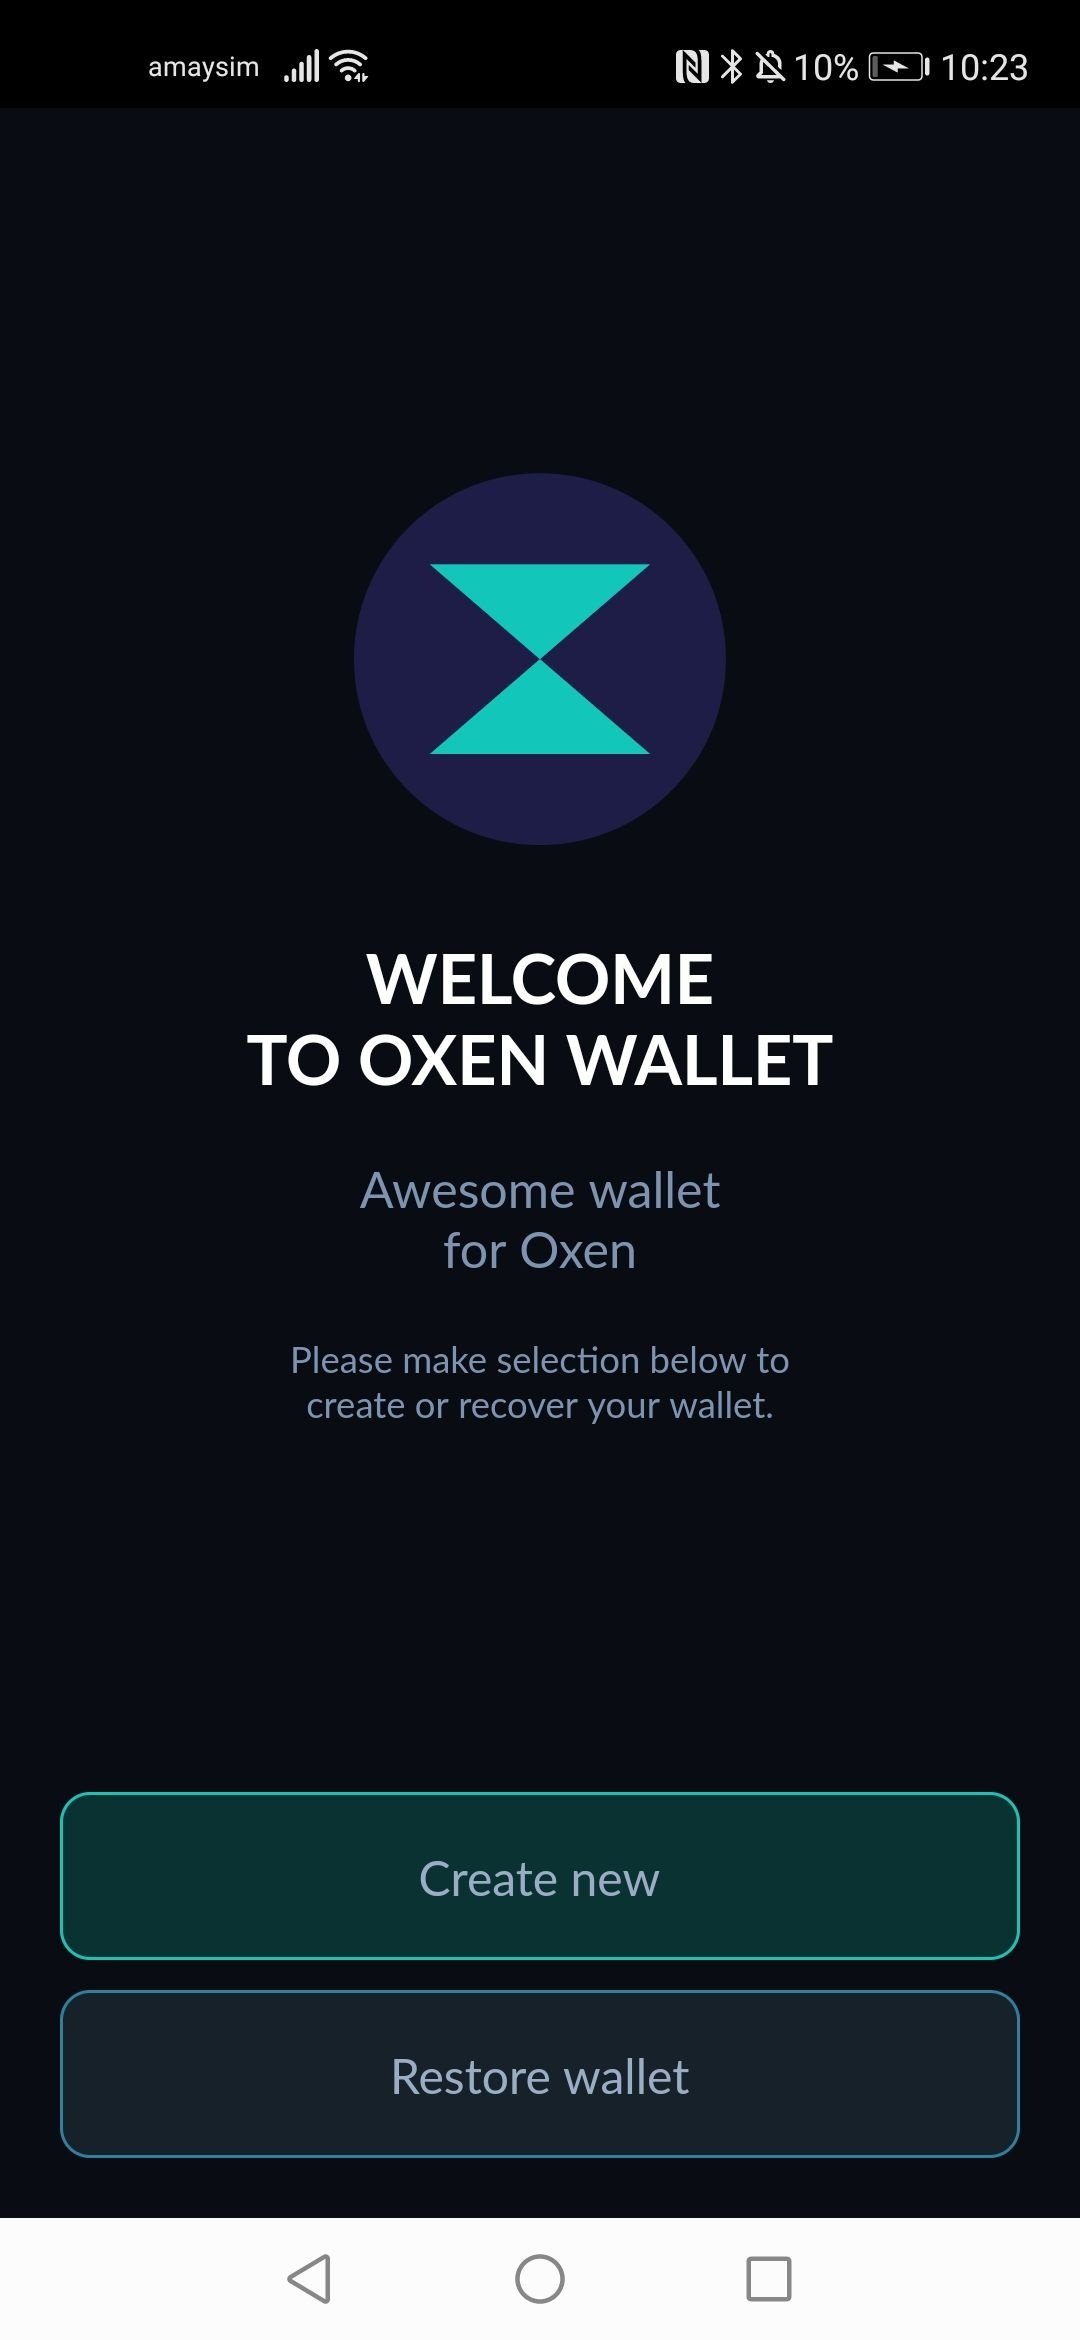 amaysim 10% 10:23
WELCOME
TO OXEN WALLET
Awesome wallet
for Oxen
Please make selection below to
create or recover your wallet.
Create new
Restore wallet